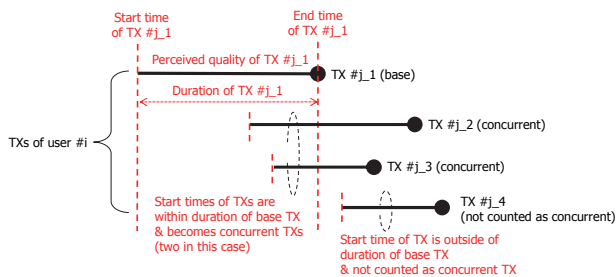 Start time
of TX #j_1
End time
of TX #j_1
Perceived quality of TX #j_1
TX #j_1 (base)
Duration of TX #j_1
TX #j_2 (concurrent)
TXs of user #i
TX #j_3 (concurrent)
Start times of TXs are
within duration of base TX
& becomes concurrent TXs
(two in this case)
TX #j_4
(not counted as concurrent)
Start time of TX is outside of
duration of base TX
& not counted as concurrent TX